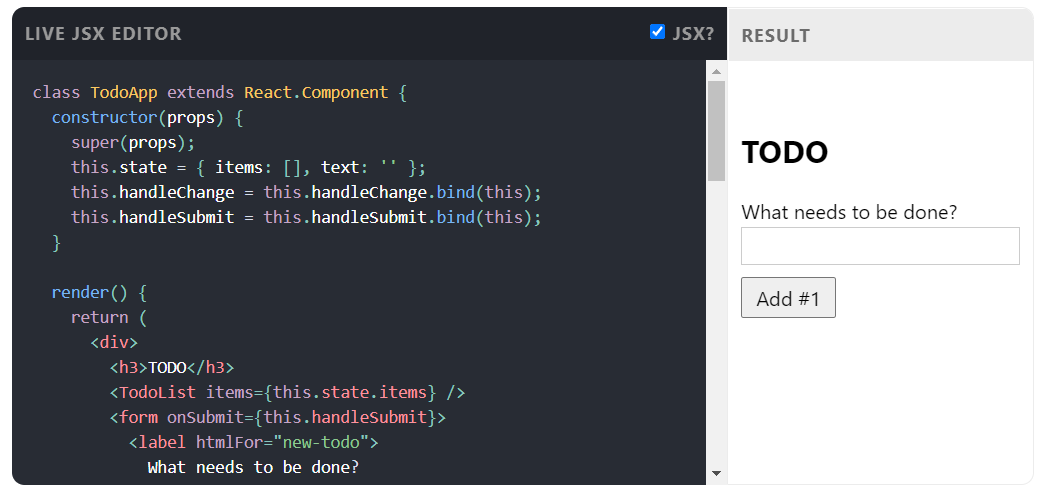 LIVE JSX EDITOR
JSX?
class TodoApp extends React.Component {
  constructor(props) {
    super(props);
    this.state = { items: [], text: '' };
    this.handleChange = this.handleChange.bind(this);
    this.handleSubmit = this.handleSubmit.bind(this);
  }

  render() {
    return (
      <div>
        <h3>TODO</h3>
        <TodoList items={this.state.items} />
        <form onSubmit={this.handleSubmit}>
          <label htmlFor="new-todo">
            What needs to be done?
RESULT
TODO
What needs to be done?
Add #1